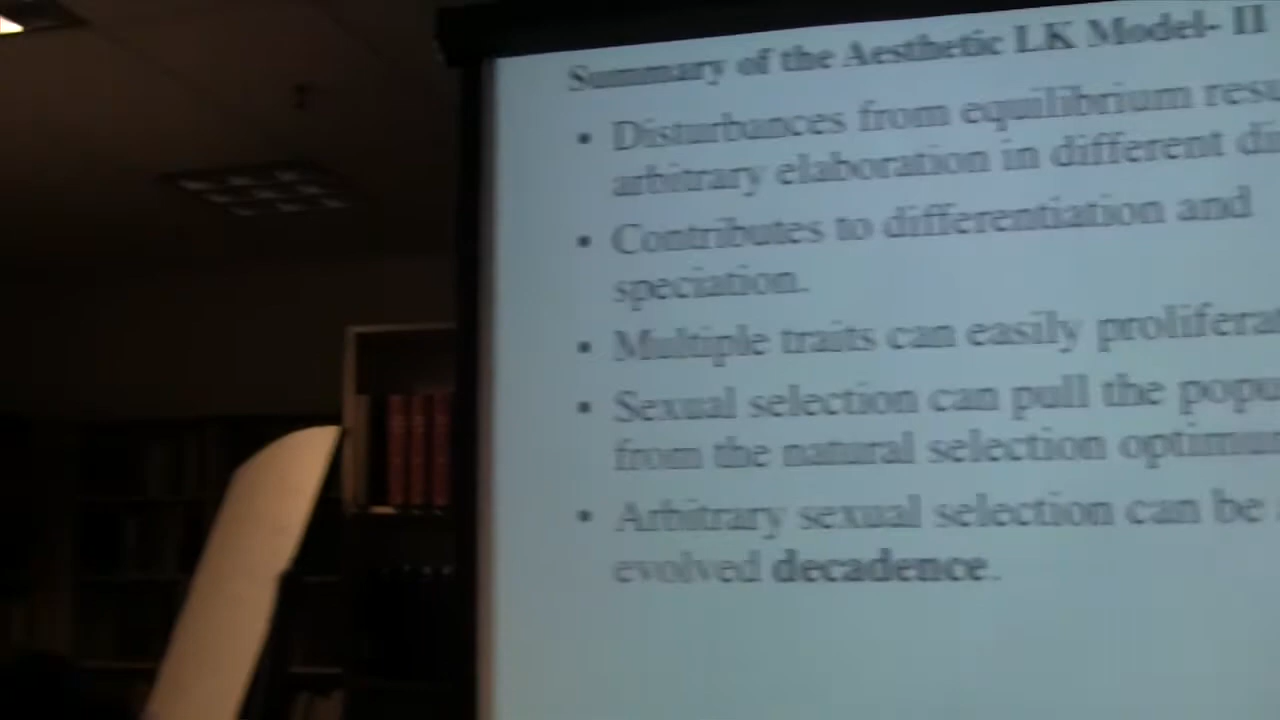 Summary of the Aesthetic LK Model- II
• Disturbances from equilibrium
arbitrary elaboration in different
• Contributes to differentiation and
speciation.
• Multiple traits can easily
• Sexual selection can pull the
from the natural selection
• Arbitrary sexual selection can be
evolved decadence.